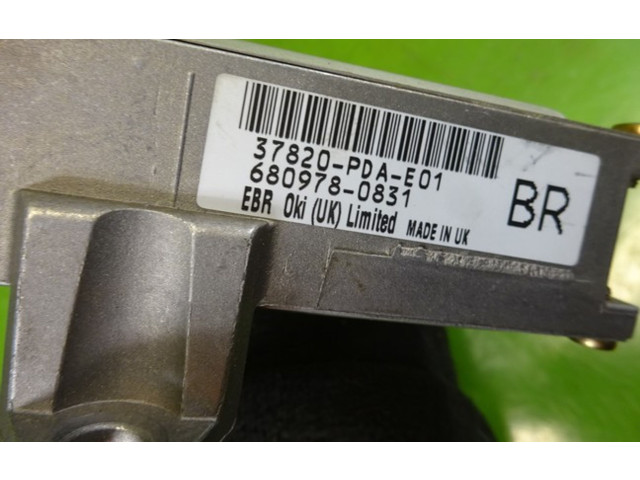 37820-PDA-E01
680978-0831
EBR Oki (UK) Limited MADE IN UK
BR